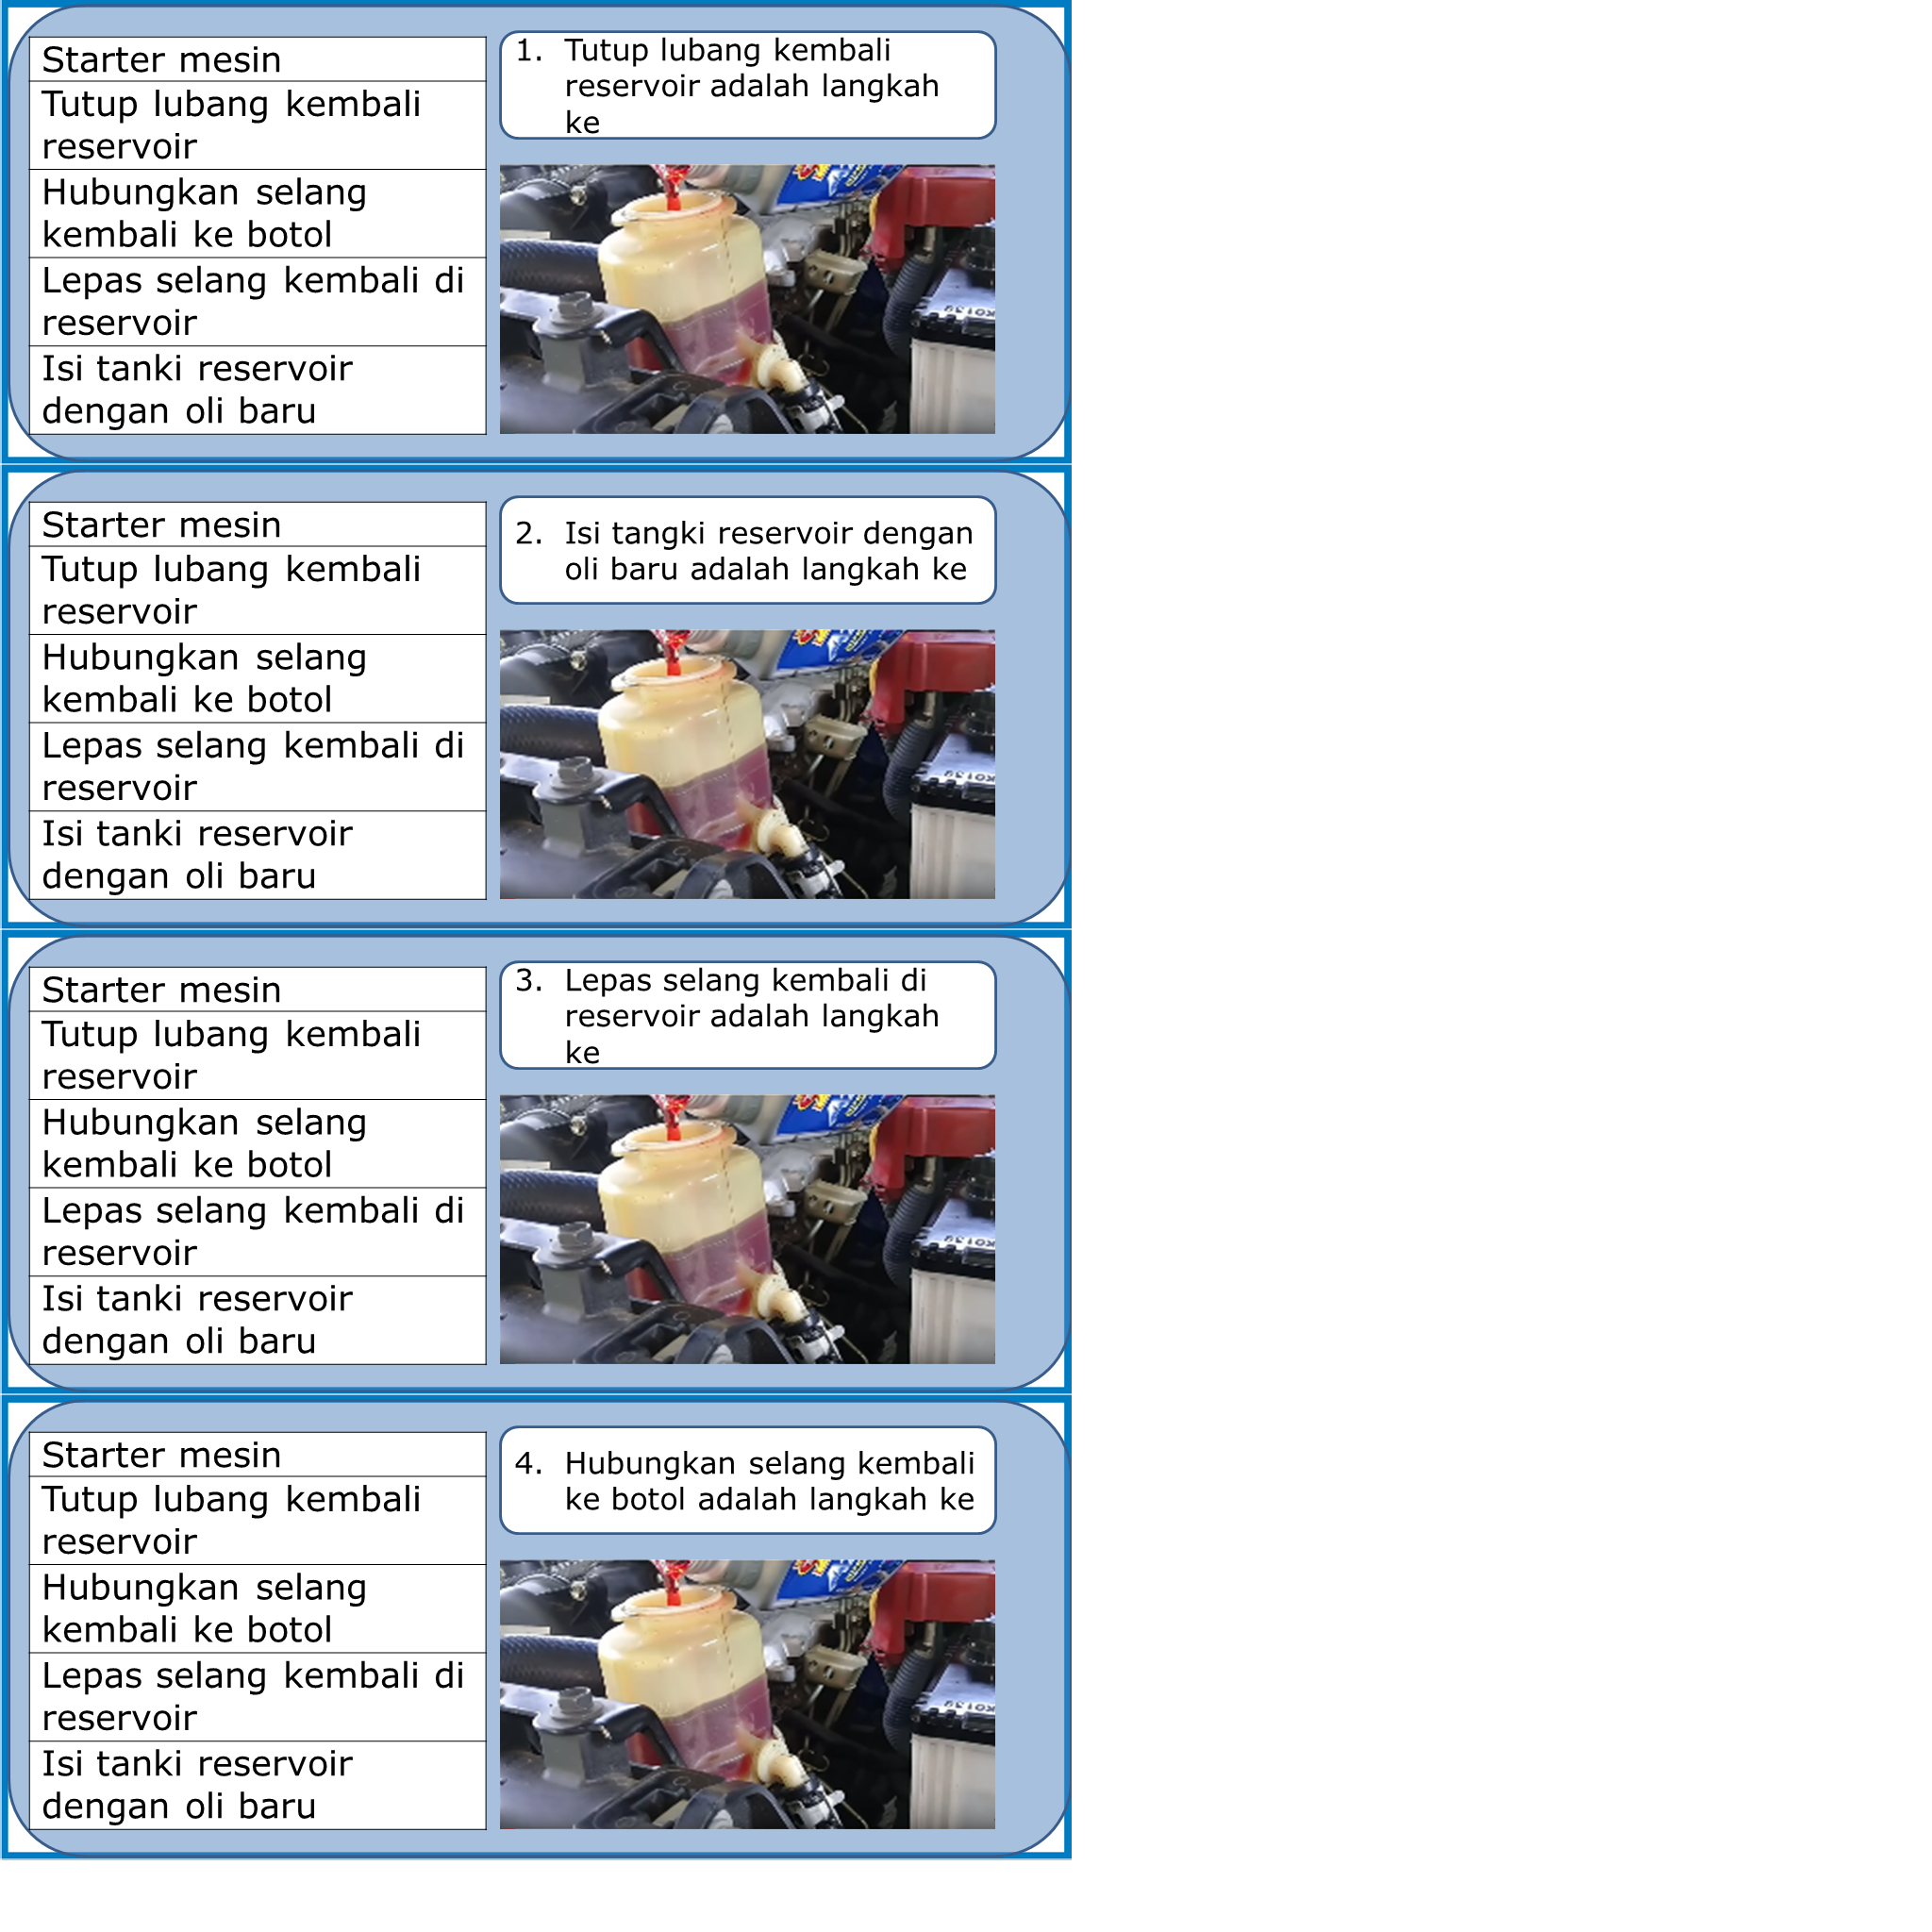 Starter mesin
Tutup lubang kembali
reservoir
Hubungkan selang
kembali ke botol
Lepas selang kembali di
reservoir
Isi tanki reservoir
dengan oli baru
1. Tutup lubang kembali
reservoir adalah langkah
ke
Starter mesin
Tutup lubang kembali
reservoir
Hubungkan selang
kembali ke botol
Lepas selang kembali di
reservoir
Isi tanki reservoir
dengan oli baru
2. Isi tangki reservoir dengan
oli baru adalah langkah ke
Starter mesin
Tutup lubang kembali
reservoir
Hubungkan selang
kembali ke botol
Lepas selang kembali di
reservoir
Isi tanki reservoir
dengan oli baru
3. Lepas selang kembali di
reservoir adalah langkah
ke
Starter mesin
Tutup lubang kembali
reservoir
Hubungkan selang
kembali ke botol
Lepas selang kembali di
reservoir
Isi tanki reservoir
dengan oli baru
4. Hubungkan selang kembali
ke botol adalah langkah ke